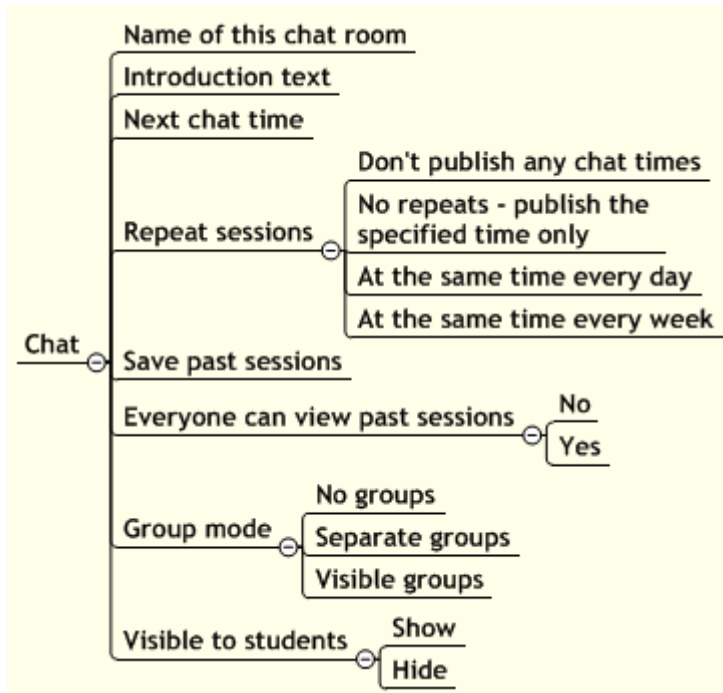 Name of this chat room
Introduction text
Next chat time
Don't publish any chat times
No repeats - publish the
specified time only
Repeat sessions
At the same time every day
At the same time every week
Chat
Save past sessions
Everyone can view past sessions
No
Yes
No groups
Group mode
Separate groups
Visible groups
Visible to students
Show
Hide